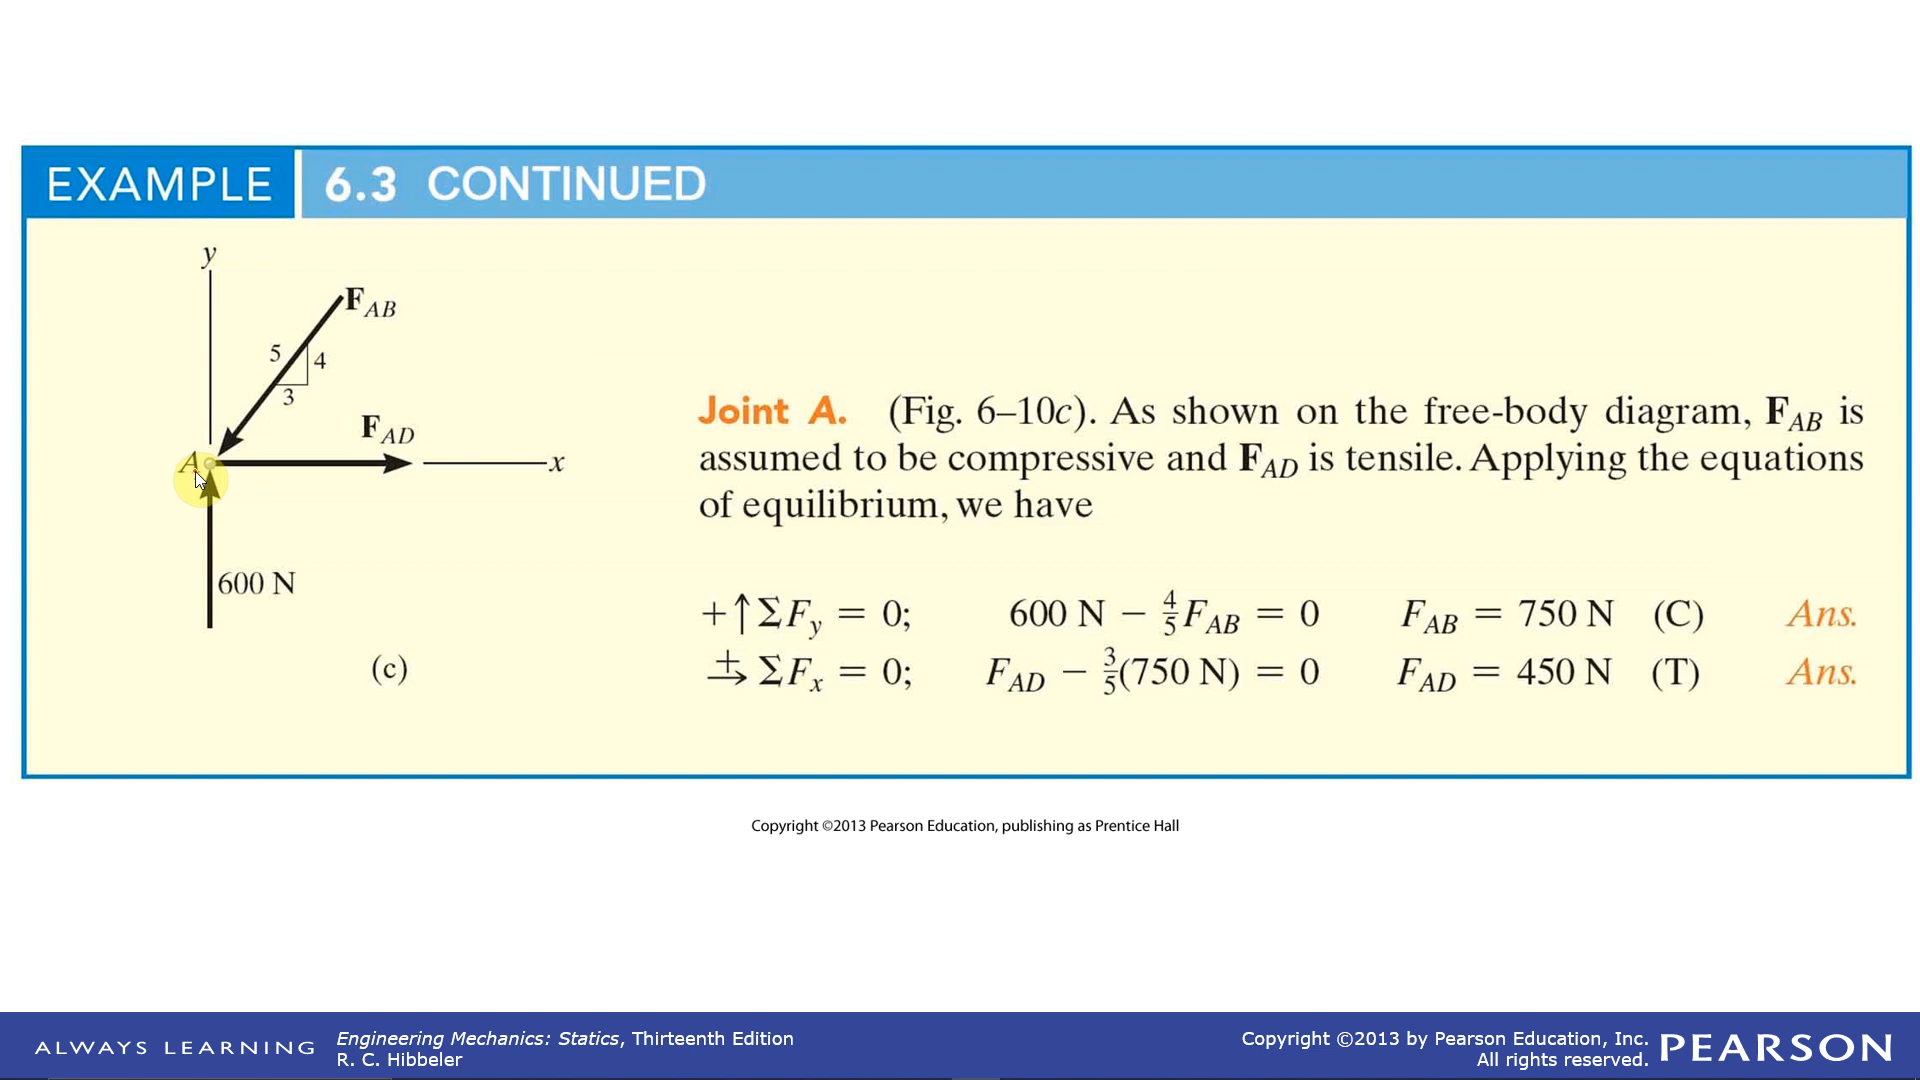 EXAMPLE 6.3 CONTINUED
y
F_AB
5
4
3
F_AD
A
x
600 N
(c)
Joint A. (Fig. 6–10c). As shown on the free-body diagram, F_AB is
assumed to be compressive and F_AD is tensile. Applying the equations
of equilibrium, we have
+↑ΣF_y = 0; 600 N − 4/5 F_AB = 0 F_AB = 750 N (C) Ans.
+→ ΣF_x = 0; F_AD − 3/5(750 N) = 0 F_AD = 450 N (T) Ans.
Copyright ©2013 Pearson Education, publishing as Prentice Hall
ALWAYS LEARNING
Engineering Mechanics: Statics, Thirteenth Edition
R. C. Hibbeler
Copyright ©2013 by Pearson Education, Inc.
All rights reserved.
PEARSON